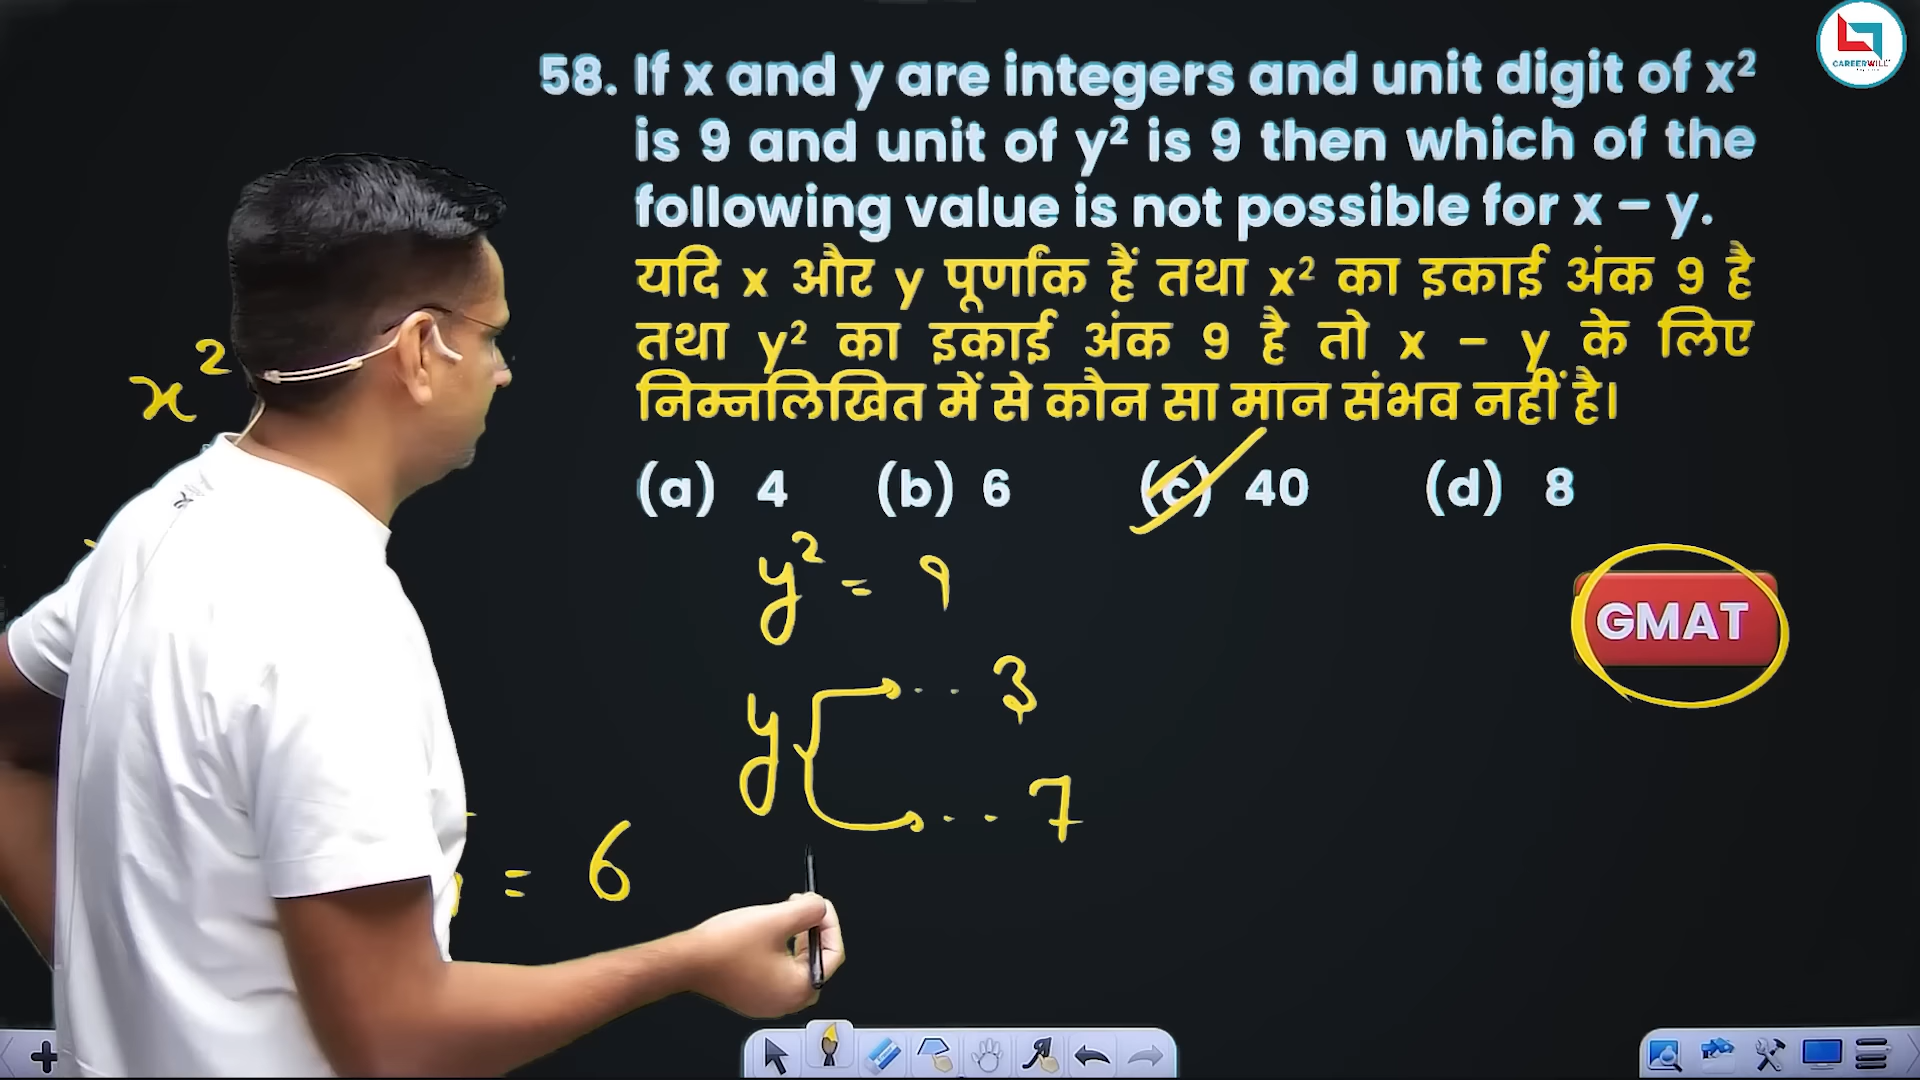 CAREERWILL
58. If x and y are integers and unit digit of x²
is 9 and unit of y² is 9 then which of the
following value is not possible for x – y.
यदि x और y पूर्णांक हैं तथा x² का इकाई अंक 9 है
तथा y² का इकाई अंक 9 है तो x – y के लिए
निम्नलिखित में से कौन सा मान संभव नहीं है।
(a) 4 (b) 6 (c) 40 (d) 8
x²
y² = 9
GMAT
y .. 3
.. 7
= 6